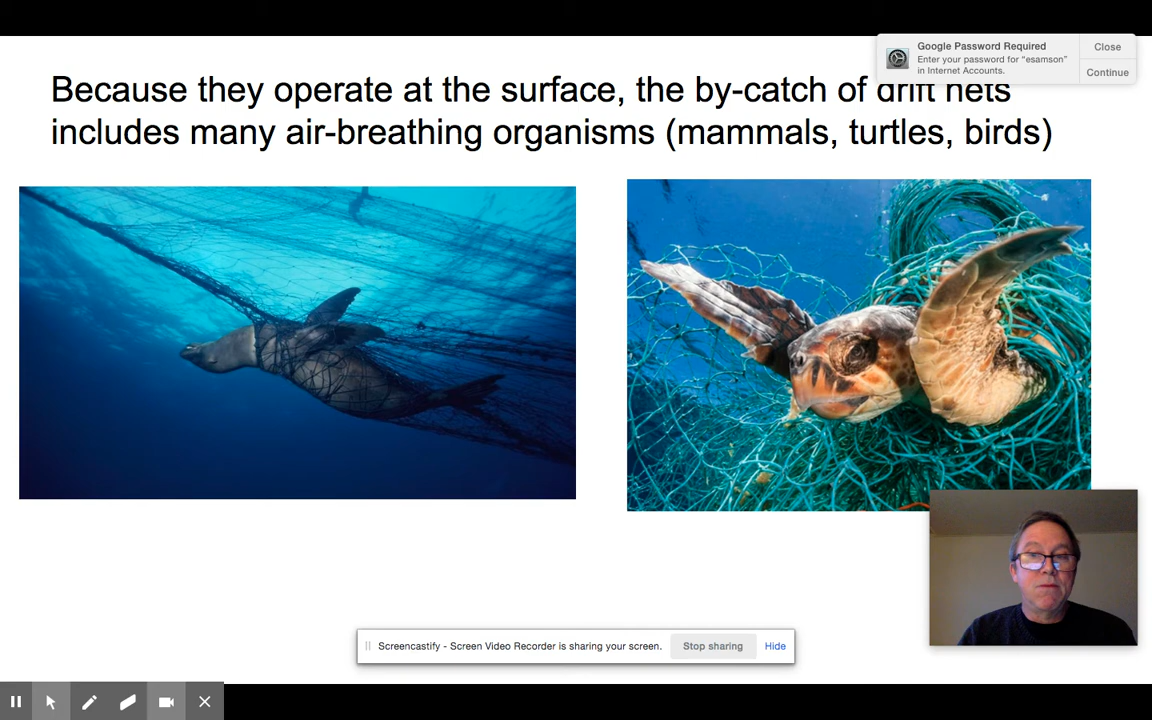 Google Password Required
Close
Enter your password for “esamson”
in Internet Accounts.
Continue
Because they operate at the surface, the by-catch of drift nets
includes many air-breathing organisms (mammals, turtles, birds)
Screencastify - Screen Video Recorder is sharing your screen.
Stop sharing
Hide